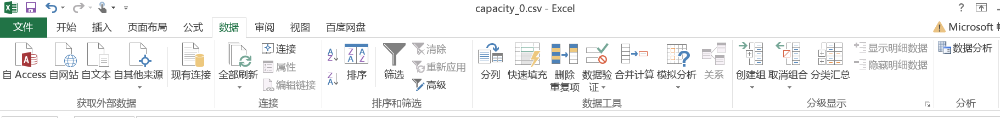 capacity_0.csv - Excel
文件 开始 插入 页面布局 公式 数据 审阅 视图 百度网盘 Microsoft
自 Access 自网站 自文本 自其他来源 现有连接 全部刷新 连接 属性 编辑链接 排序 筛选 清除 重新应用 高级 分列 快速填充 删除重复项 数据验证 合并计算 模拟分析 关系 创建组 取消组合 分类汇总 显示明细数据 隐藏明细数据 数据分析
获取外部数据 连接 排序和筛选 数据工具 分级显示 分析